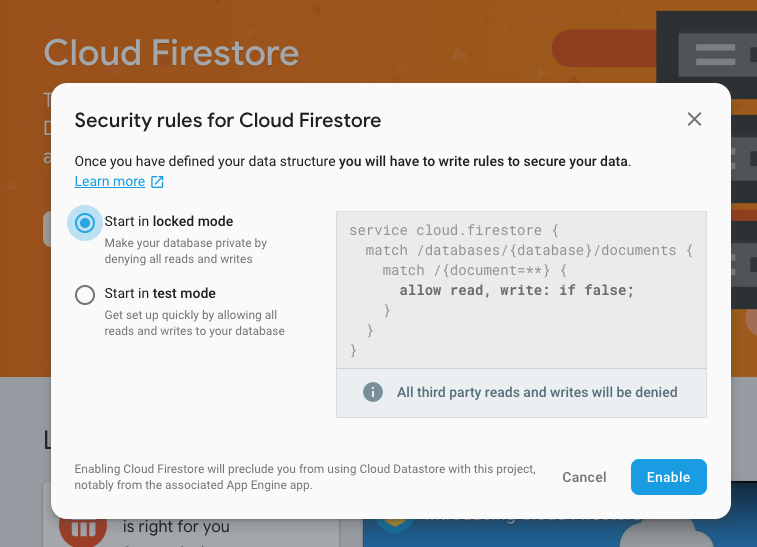 Cloud Firestore
Security rules for Cloud Firestore
Once you have defined your data structure you will have to write rules to secure your data.
Learn more
Start in locked mode
Make your database private by
denying all reads and writes
Start in test mode
Get set up quickly by allowing all
reads and writes to your database
service cloud.firestore {
match /databases/{database}/documents {
match /{document=**} {
allow read, write: if false;
}
}
}
All third party reads and writes will be denied
Enabling Cloud Firestore will preclude you from using Cloud Datastore with this project,
notably from the associated App Engine app.
Cancel
Enable
is right for you